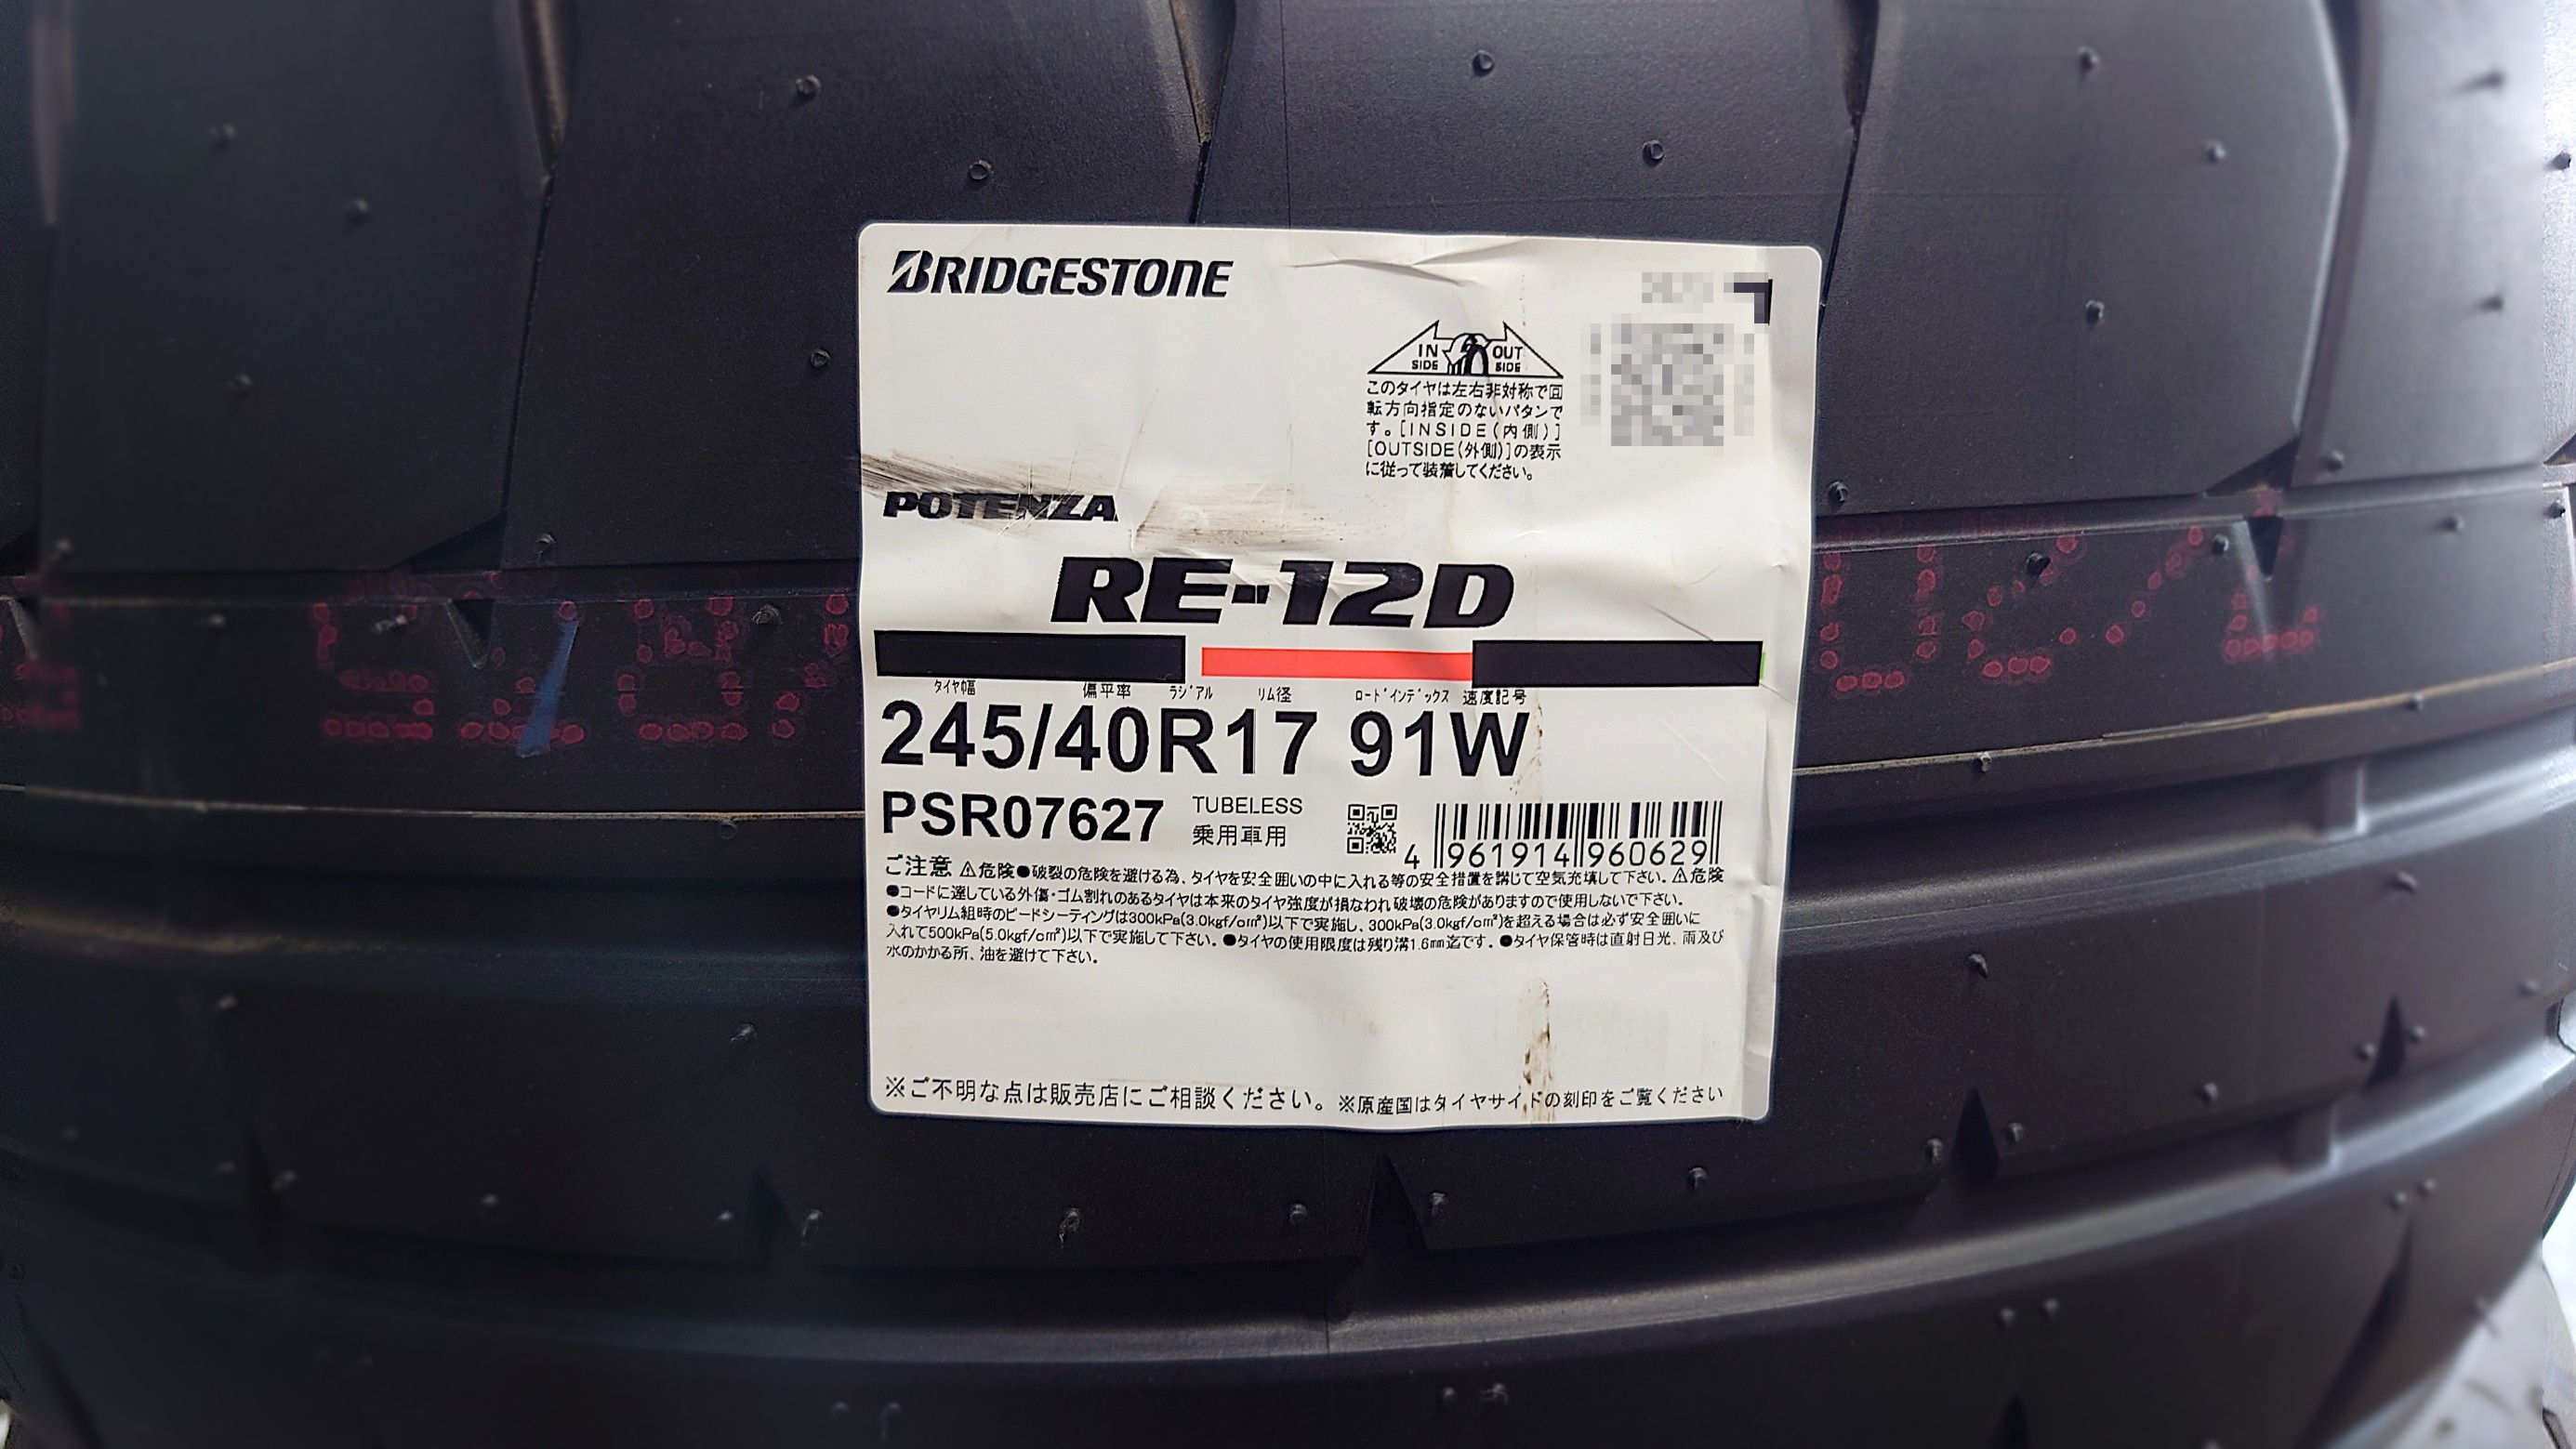 BRIDGESTONE
IN SIDE OUT SIDE
このタイヤは左右非対称で回
転方向指定のないパタンで
す。[INSIDE(内側)]
[OUTSIDE(外側)]の表示
に従って装着してください。
POTENZA
RE-12D
タイヤ幅 偏平率 ラジアル リム径 ロードインデックス 速度記号
245/40R17 91W
PSR07627 TUBELESS
乗用車用
4 961914 960629
ご注意 ⚠危険●破裂の危険を避ける為、タイヤを安全囲いの中に入れる等の安全措置を講じて空気充填して下さい。⚠危険
●コードに達している外傷・ゴム割れのあるタイヤは本来のタイヤ強度が損なわれ破壊の危険がありますので使用しないで下さい。
●タイヤリム組時のビードシーティングは300kPa(3.0kgf/c㎡)以下で実施し、300kPa(3.0kgf/c㎡)を超える場合は必ず安全囲いに
入れて500kPa(5.0kgf/c㎡)以下で実施して下さい。●タイヤの使用限度は残り溝1.6㎜迄です。●タイヤ保管時は直射日光、雨及び
水のかかる所、油を避けて下さい。
※ご不明な点は販売店にご相談ください。※原産国はタイヤサイドの刻印をご覧ください